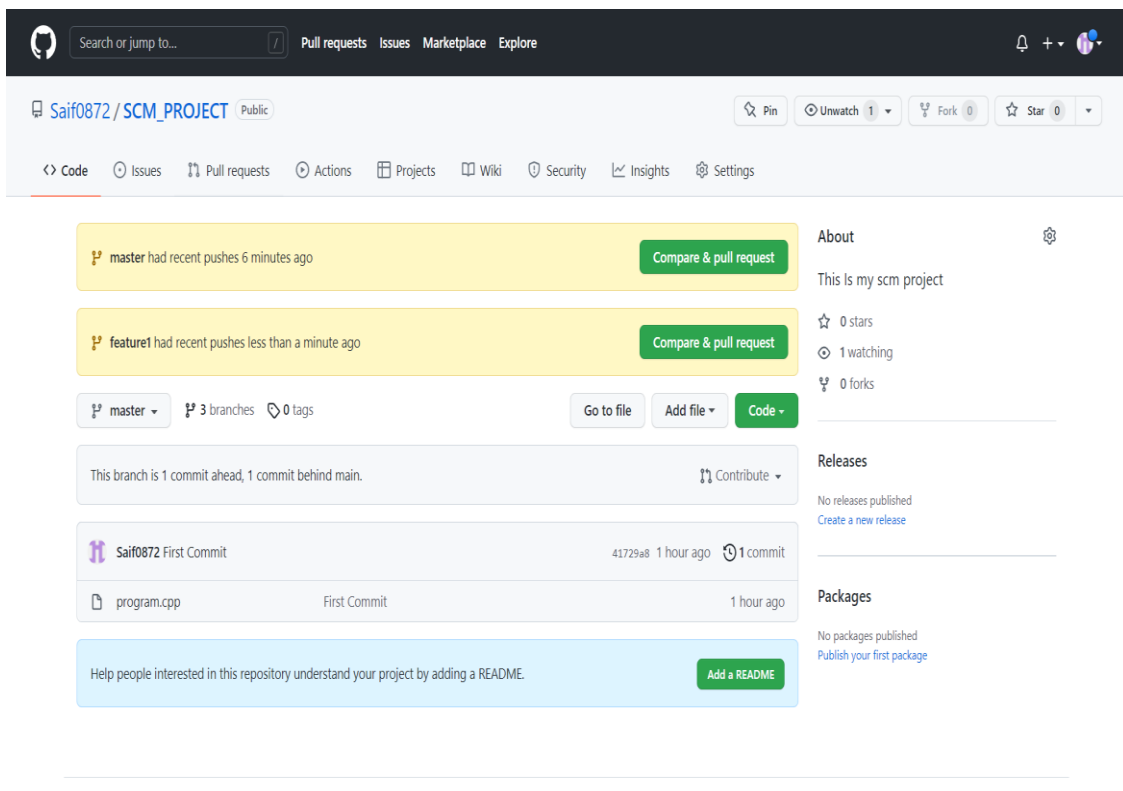 Search or jump to... / Pull requests Issues Marketplace Explore
Saif0872 / SCM_PROJECT Public
Pin Unwatch 1 Fork 0 Star 0
Code Issues Pull requests Actions Projects Wiki Security Insights Settings
master had recent pushes 6 minutes ago Compare & pull request
feature1 had recent pushes less than a minute ago Compare & pull request
master 3 branches 0 tags Go to file Add file Code
This branch is 1 commit ahead, 1 commit behind main. Contribute
Saif0872 First Commit 41729a8 1 hour ago 1 commit
program.cpp First Commit 1 hour ago
Help people interested in this repository understand your project by adding a README. Add a README
About
This Is my scm project
0 stars
1 watching
0 forks
Releases
No releases published
Create a new release
Packages
No packages published
Publish your first package